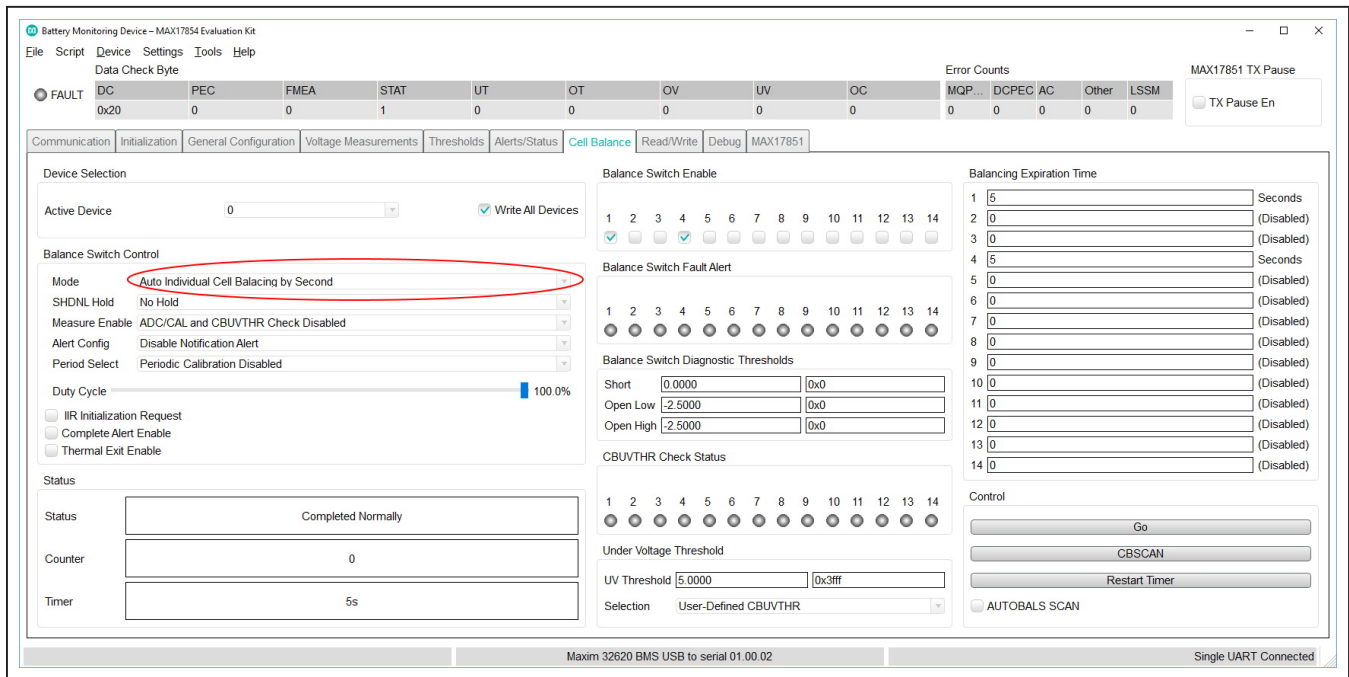 Battery Monitoring Device – MAX17854 Evaluation Kit
File Script Device Settings Tools Help
Data Check Byte Error Counts MAX17851 TX Pause
FAULT DC PEC FMEA STAT UT OT OV UV OC MQP... DCPEC AC Other LSSM
0x20 0 0 1 0 0 0 0 0 0 0 0 0 0 TX Pause En
Communication Initialization General Configuration Voltage Measurements Thresholds Alerts/Status Cell Balance Read/Write Debug MAX17851
Device Selection
Active Device 0 Write All Devices
Balance Switch Control
Mode Auto Individual Cell Balacing by Second
SHDNL Hold No Hold
Measure Enable ADC/CAL and CBUVTHR Check Disabled
Alert Config Disable Notification Alert
Period Select Periodic Calibration Disabled
Duty Cycle 100.0%
IIR Initialization Request
Complete Alert Enable
Thermal Exit Enable
Status
Status Completed Normally
Counter 0
Timer 5s
Balance Switch Enable
1 2 3 4 5 6 7 8 9 10 11 12 13 14
Balance Switch Fault Alert
1 2 3 4 5 6 7 8 9 10 11 12 13 14
Balance Switch Diagnostic Thresholds
Short 0.0000 0x0
Open Low -2.5000 0x0
Open High -2.5000 0x0
CBUVTHR Check Status
1 2 3 4 5 6 7 8 9 10 11 12 13 14
Under Voltage Threshold
UV Threshold 5.0000 0x3fff
Selection User-Defined CBUVTHR
Balancing Expiration Time
1 5 Seconds
2 0 (Disabled)
3 0 (Disabled)
4 5 Seconds
5 0 (Disabled)
6 0 (Disabled)
7 0 (Disabled)
8 0 (Disabled)
9 0 (Disabled)
10 0 (Disabled)
11 0 (Disabled)
12 0 (Disabled)
13 0 (Disabled)
14 0 (Disabled)
Control
Go
CBSCAN
Restart Timer
AUTOBALS SCAN
Maxim 32620 BMS USB to serial 01.00.02 Single UART Connected